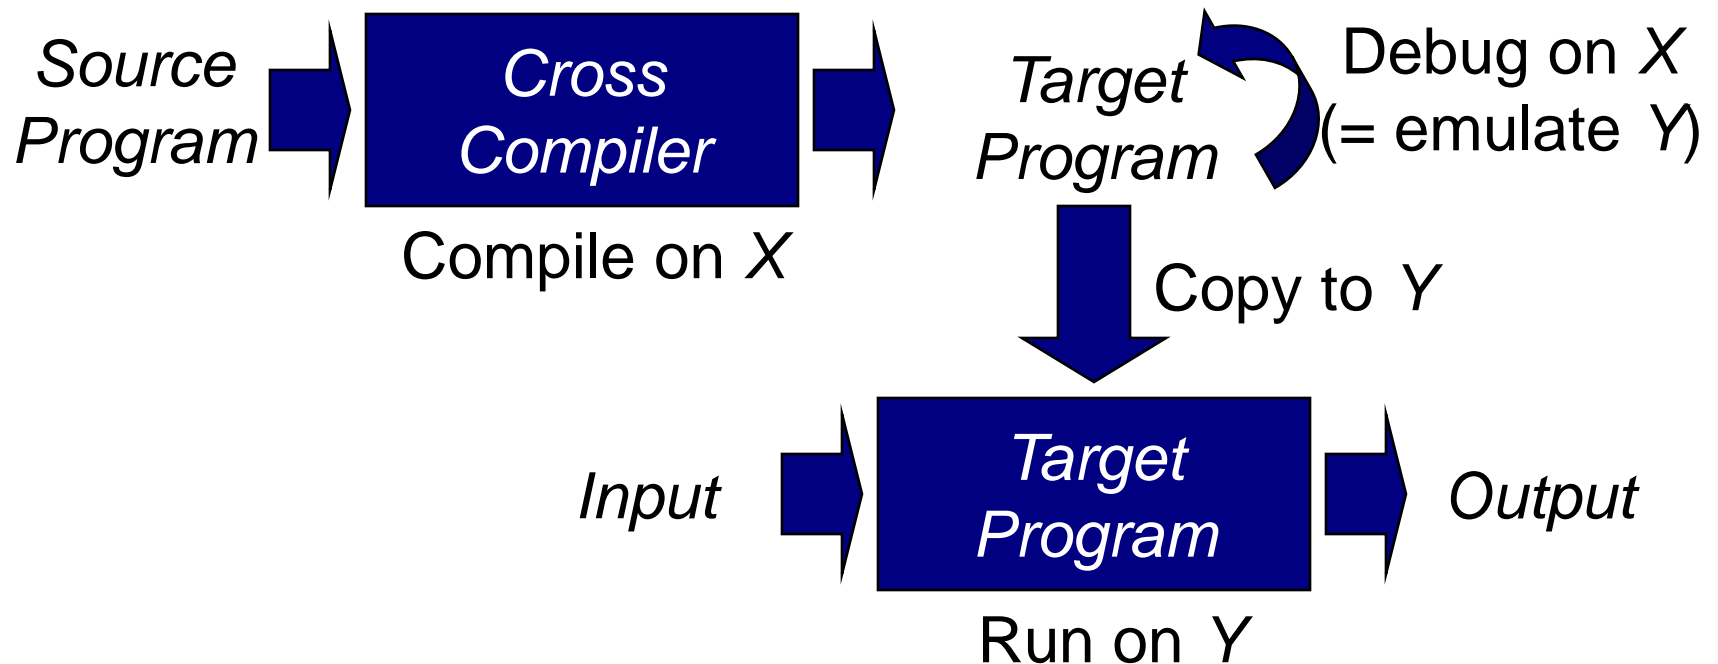 Source
Program
Cross
Compiler
Compile on X
Target
Program
Debug on X
(= emulate Y)
Copy to Y
Input
Target
Program
Output
Run on Y